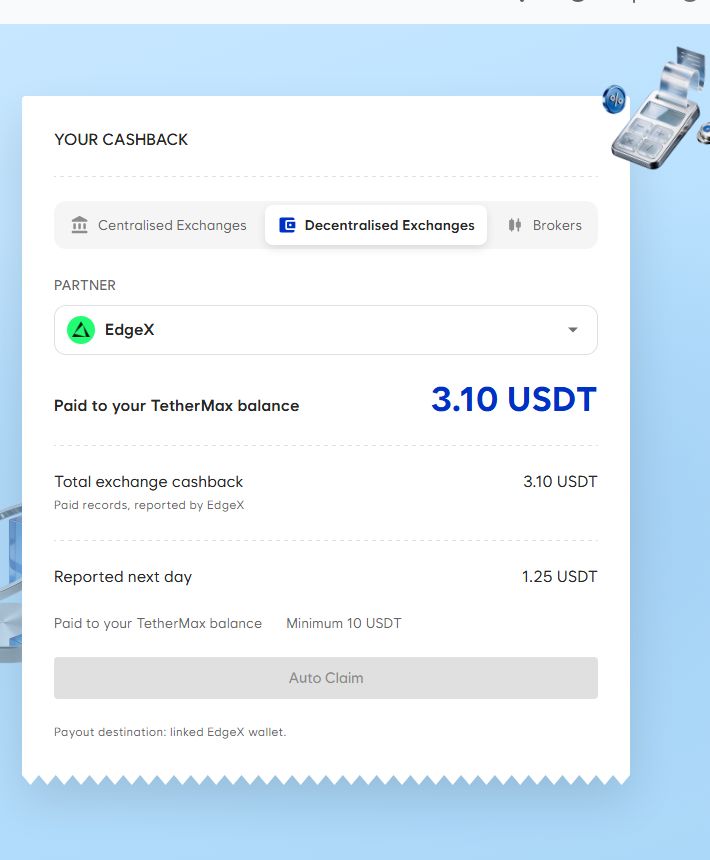 YOUR CASHBACK
Centralised Exchanges
Decentralised Exchanges
Brokers
PARTNER
EdgeX
Paid to your TetherMax balance
3.10 USDT
Total exchange cashback
3.10 USDT
Paid records, reported by EdgeX
Reported next day
1.25 USDT
Paid to your TetherMax balance
Minimum 10 USDT
Auto Claim
Payout destination: linked EdgeX wallet.